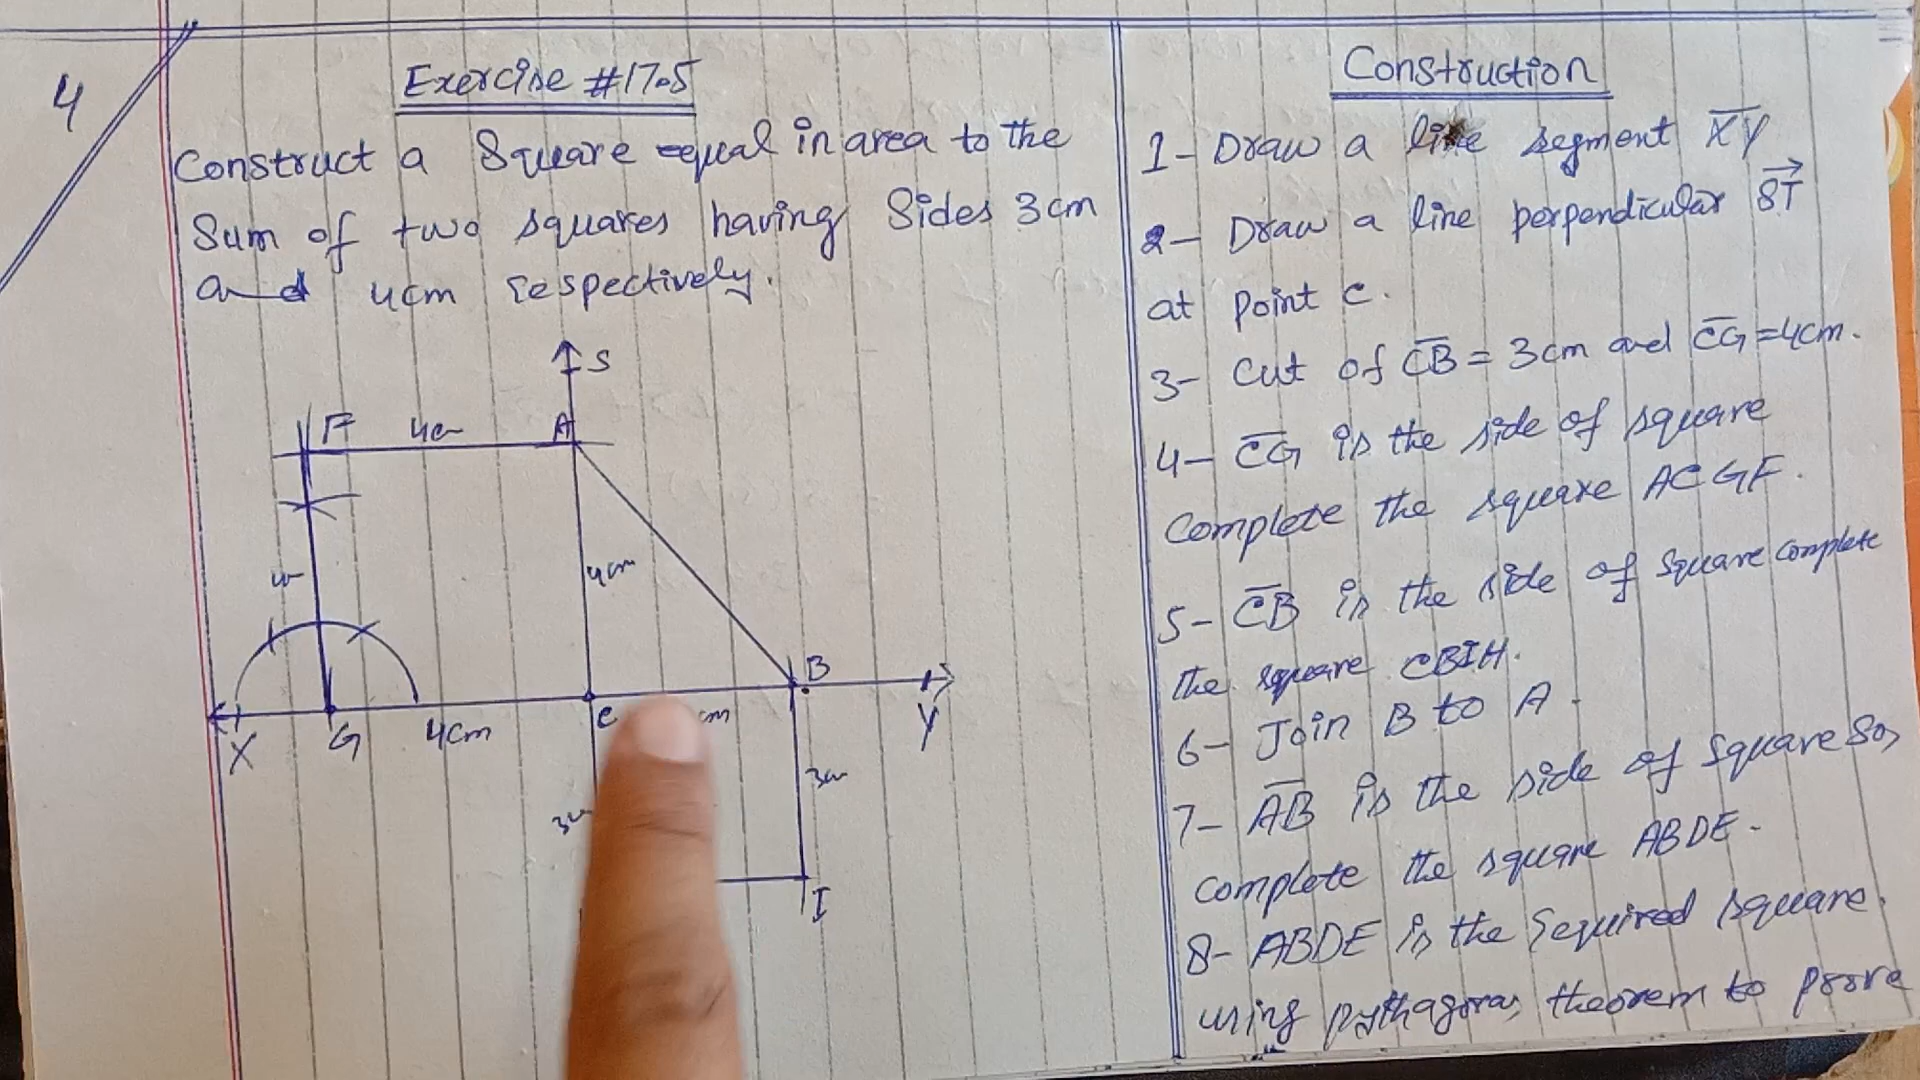 4
Exercise #17.5
Construct a Square equal in area to the
Sum of two squares having Sides 3cm
and 4cm respectively.
S
F 4c A
4cm
B
X G 4cm c cm Y
3cm
I
Construction
1- Draw a line segment XY
2- Draw a line perpendicular ST
at point C.
3- Cut of CB = 3cm and CG = 4cm.
4- CG is the side of square
Complete the square ACGF.
5- CB is the side of square complete
the square CBIH.
6- Join B to A.
7- AB is the side of square So,
complete the square ABDE.
8- ABDE is the required square.
using pythagoras theorem to prove